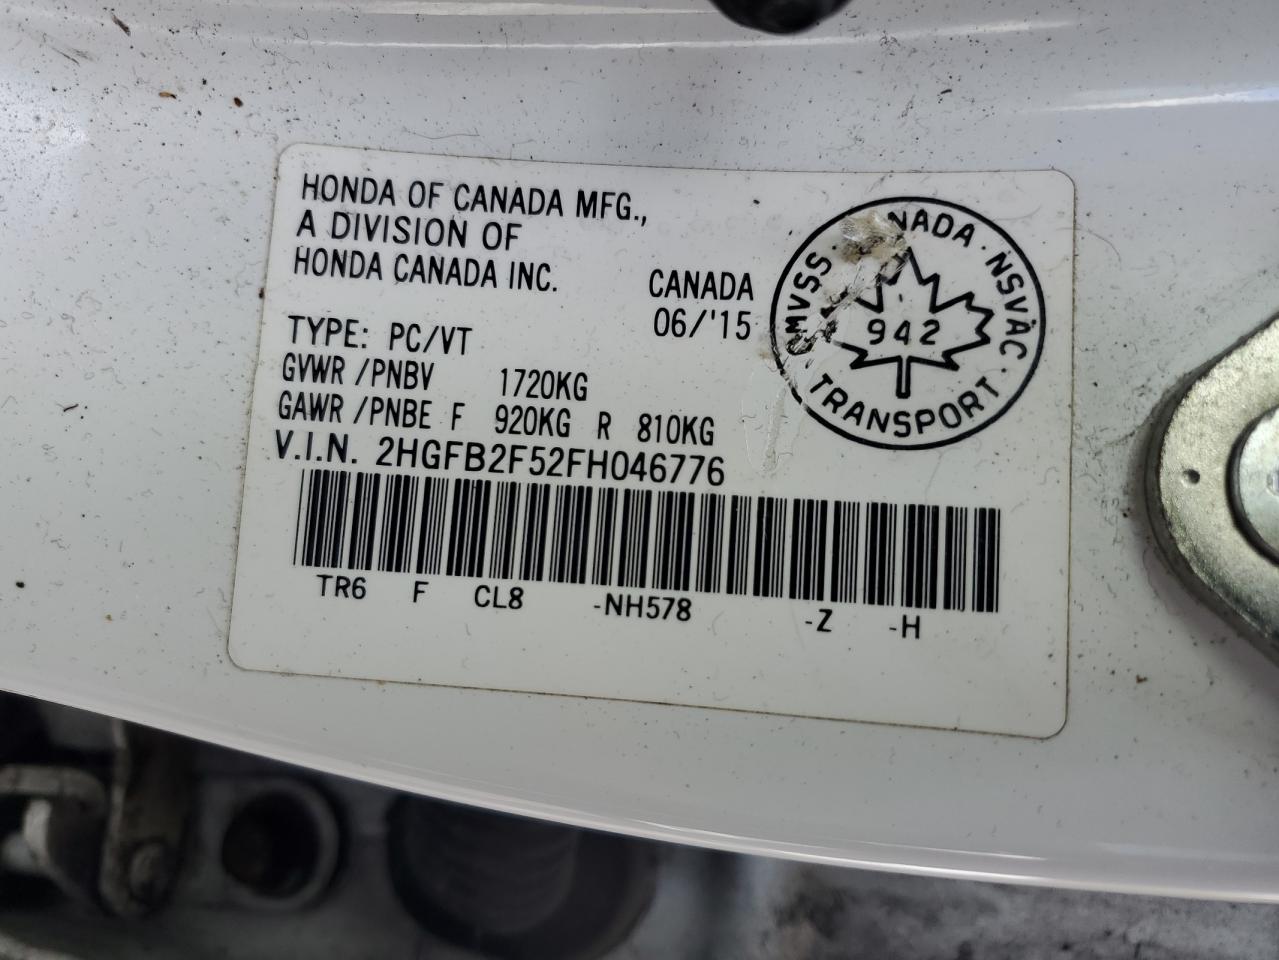 HONDA OF CANADA MFG.,
A DIVISION OF
HONDA CANADA INC.
CANADA
06/'15
TYPE: PC/VT
GVWR /PNBV 1720KG
GAWR /PNBE F 920KG R 810KG
V.I.N. 2HGFB2F52FH046776
TR6 F CL8 -NH578 -Z -H
NSVAC
CMVSS
942
TRANSPORT